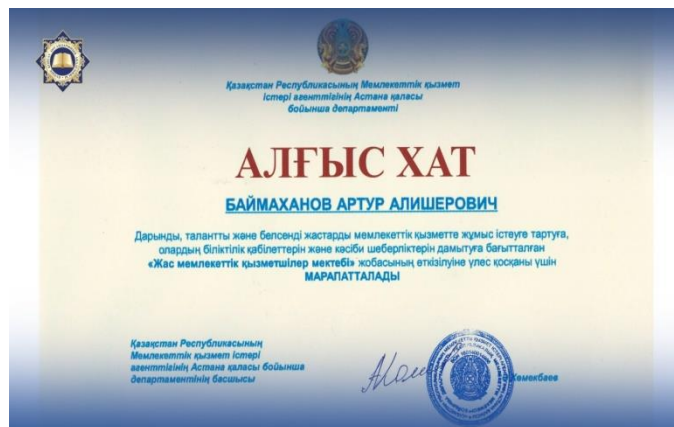 Қазақстан Республикасының Мемлекеттік қызмет
істері агенттігінің Астана қаласы
бойынша департаменті
АЛҒЫС ХАТ
БАЙМАХАНОВ АРТУР АЛИШЕРОВИЧ
Дарынды, талантты және белсенді жастарды мемлекеттік қызметте жұмыс істеуге тартуға,
олардың біліктілік қабілеттерін және кәсіби шеберліктерін дамытуға бағытталған
«Жас мемлекеттік қызметшілер мектебі» жобасының өткізілуіне үлес қосқаны үшін
МАРАПАТТАЛАДЫ
Қазақстан Республикасының
Мемлекеттік қызмет істері
агенттігінің Астана қаласы бойынша
департаментінің басшысы
Көмекбаев